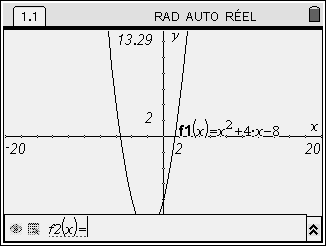 1.1 RAD AUTO RÉEL
13.29 y
2
f1(x)=x²+4·x−8
x
-20 2 20
f2(x)=